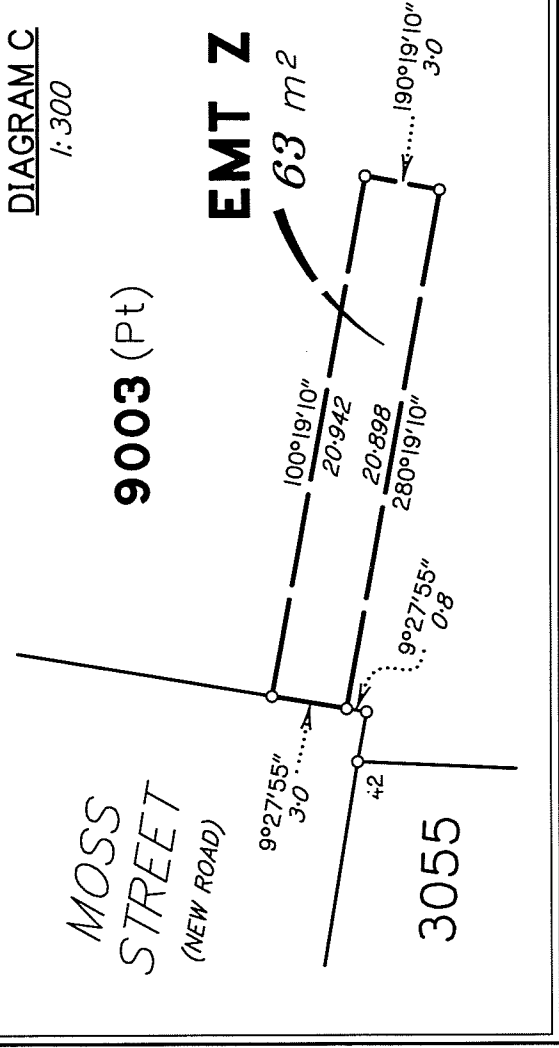 DIAGRAM C
1:300
EMT Z
63 m²
190°19'10"
3·0
9003 (Pt)
100°19'10"
20·942
20·898
280°19'10"
9°27'55"
0·8
9°27'55"
3·0
MOSS
STREET
(NEW ROAD)
·42
3055